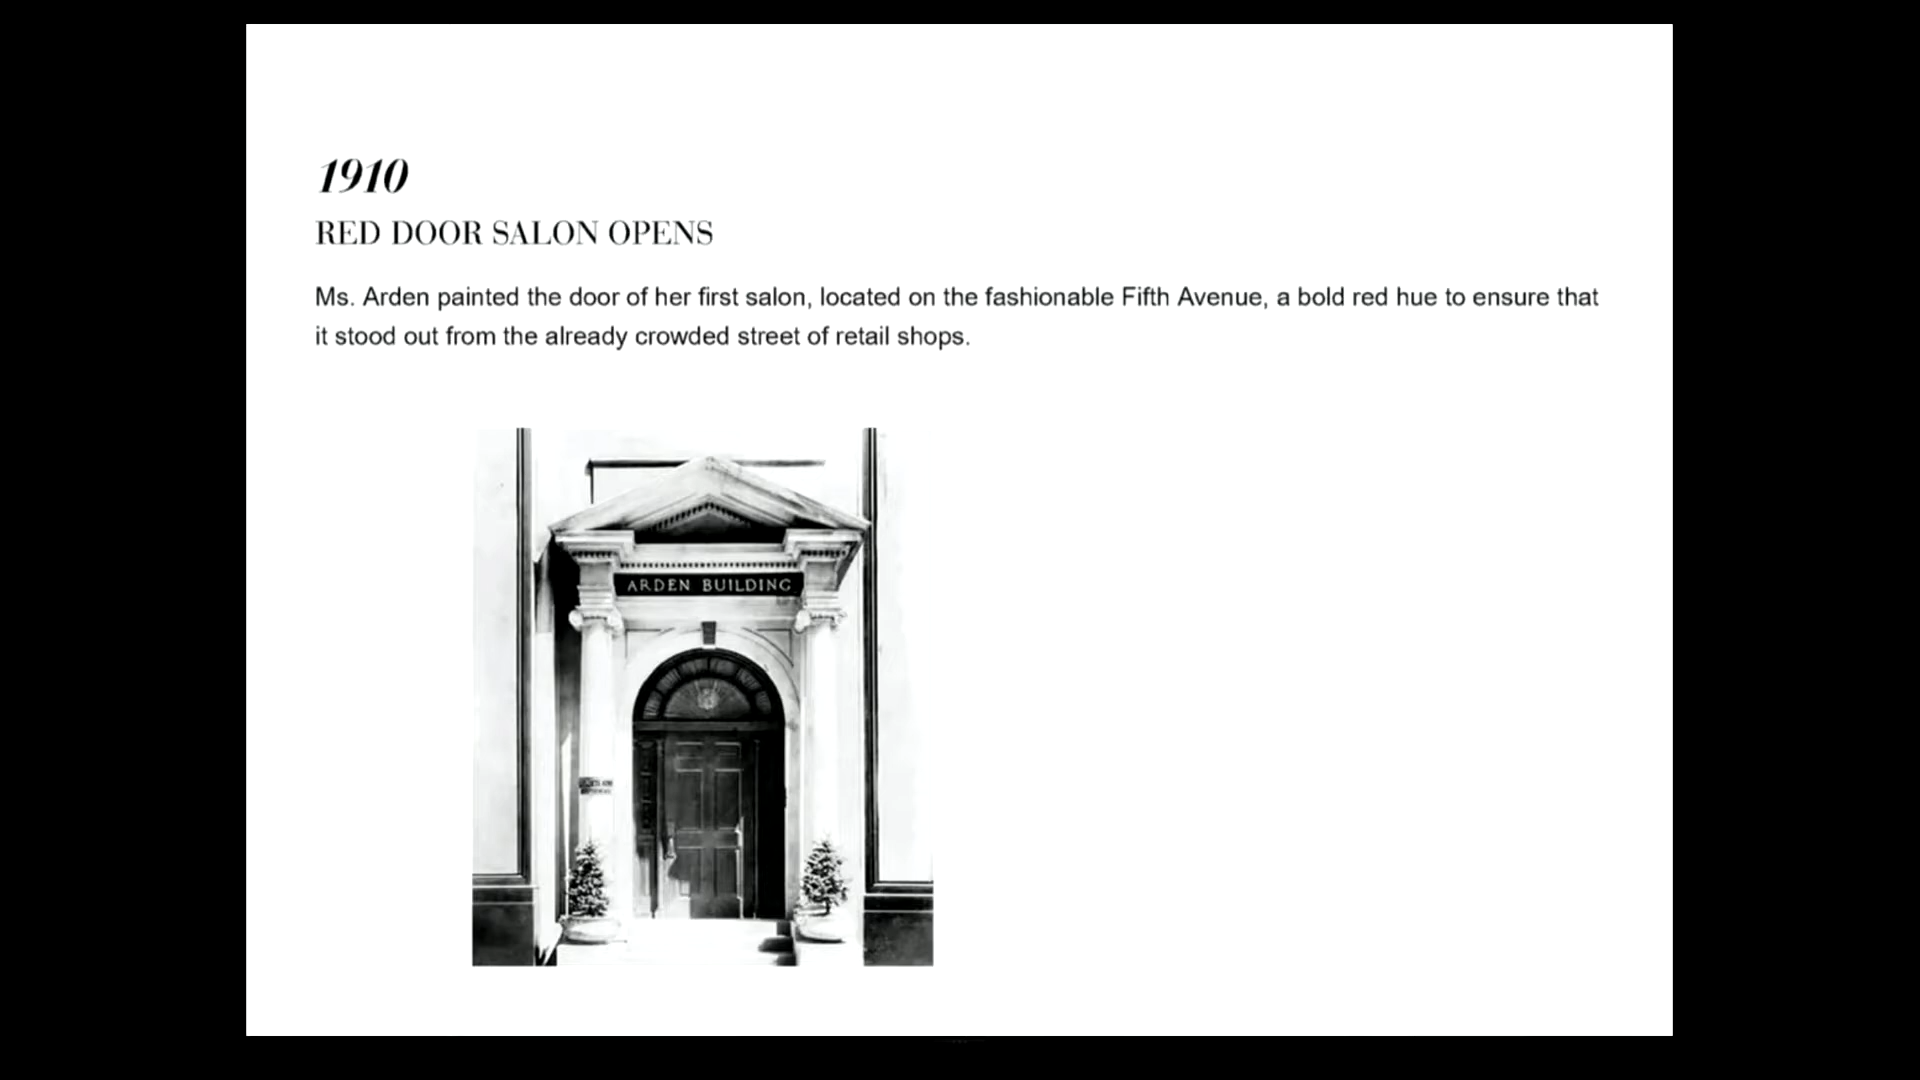 1910
RED DOOR SALON OPENS
Ms. Arden painted the door of her first salon, located on the fashionable Fifth Avenue, a bold red hue to ensure that
it stood out from the already crowded street of retail shops.
ARDEN BUILDING